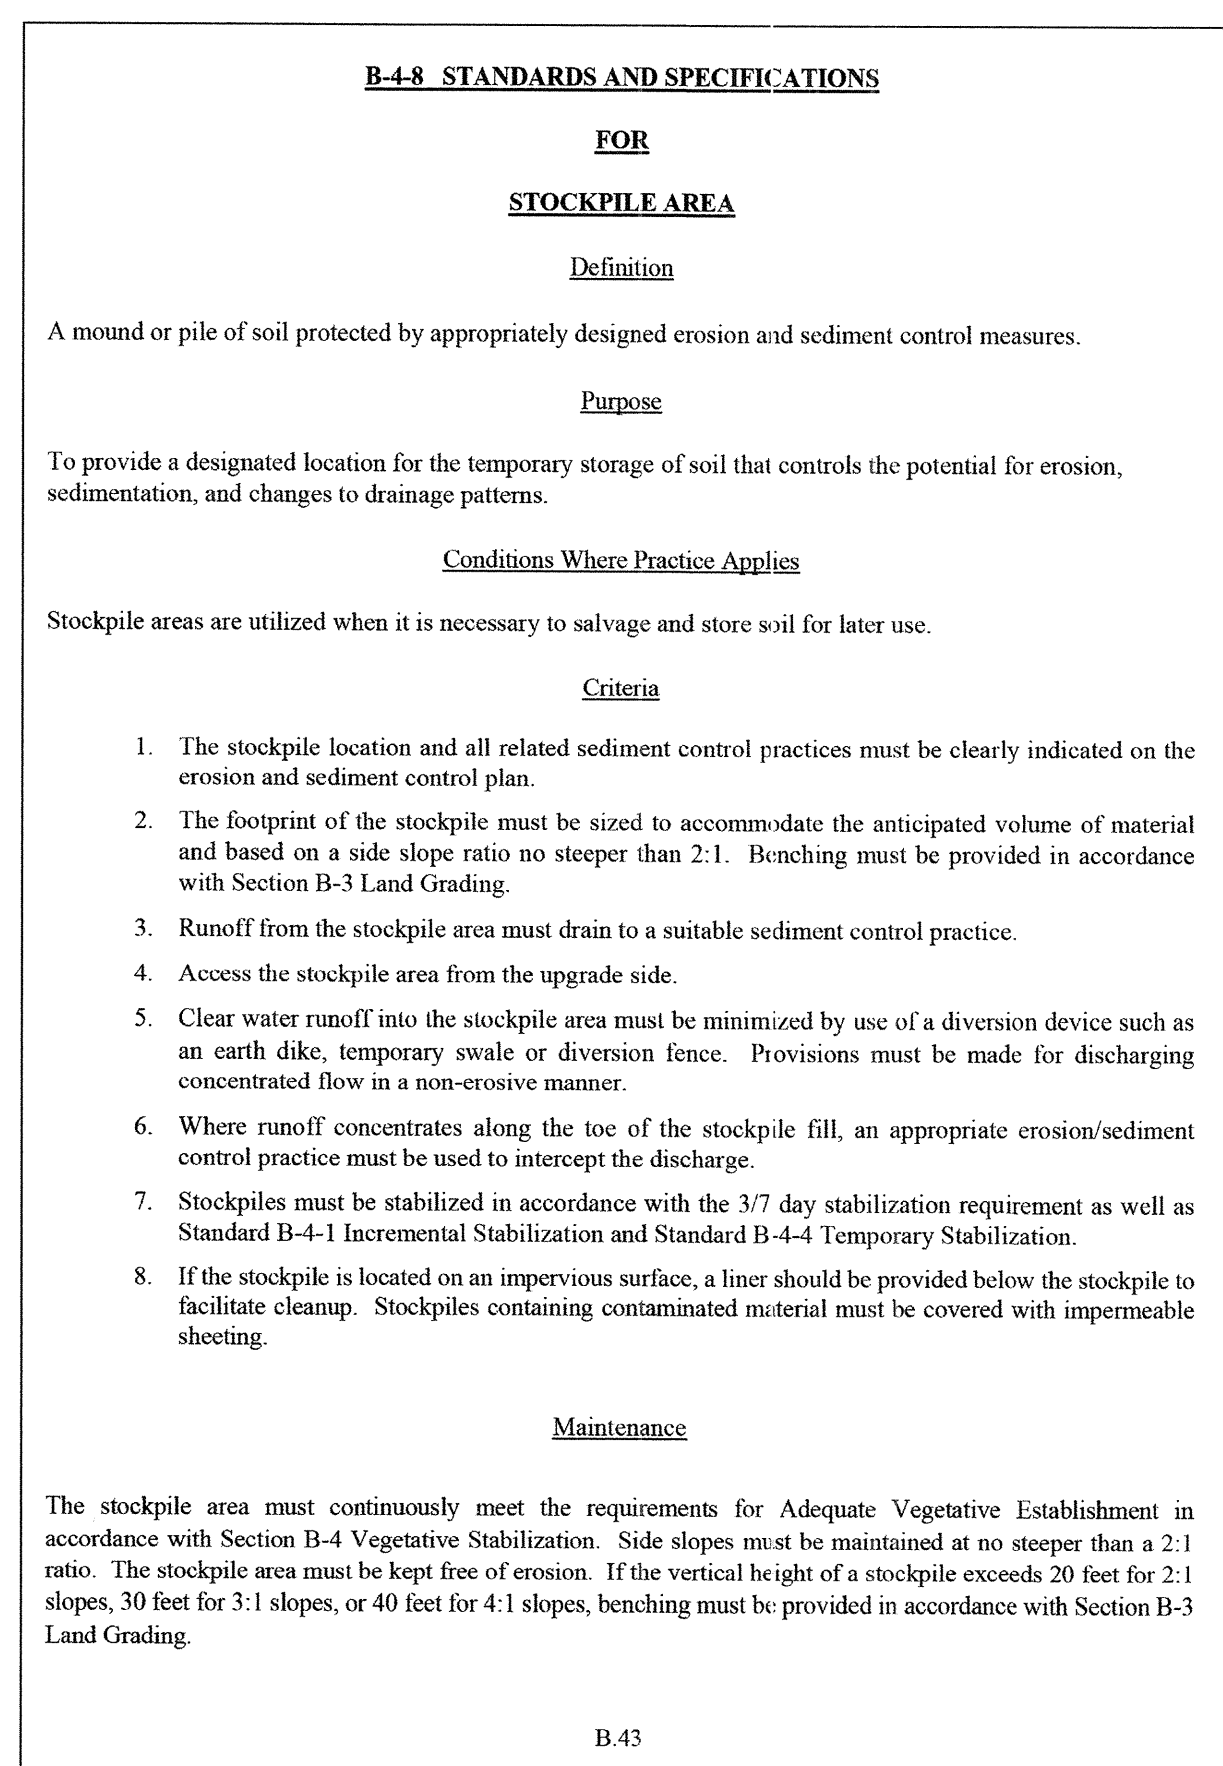 B-4-8 STANDARDS AND SPECIFICATIONS
FOR
STOCKPILE AREA
Definition
A mound or pile of soil protected by appropriately designed erosion and sediment control measures.
Purpose
To provide a designated location for the temporary storage of soil that controls the potential for erosion,
sedimentation, and changes to drainage patterns.
Conditions Where Practice Applies
Stockpile areas are utilized when it is necessary to salvage and store soil for later use.
Criteria
1. The stockpile location and all related sediment control practices must be clearly indicated on the
erosion and sediment control plan.
2. The footprint of the stockpile must be sized to accommodate the anticipated volume of material
and based on a side slope ratio no steeper than 2:1. Benching must be provided in accordance
with Section B-3 Land Grading.
3. Runoff from the stockpile area must drain to a suitable sediment control practice.
4. Access the stockpile area from the upgrade side.
5. Clear water runoff into the stockpile area must be minimized by use of a diversion device such as
an earth dike, temporary swale or diversion fence. Provisions must be made for discharging
concentrated flow in a non-erosive manner.
6. Where runoff concentrates along the toe of the stockpile fill, an appropriate erosion/sediment
control practice must be used to intercept the discharge.
7. Stockpiles must be stabilized in accordance with the 3/7 day stabilization requirement as well as
Standard B-4-1 Incremental Stabilization and Standard B-4-4 Temporary Stabilization.
8. If the stockpile is located on an impervious surface, a liner should be provided below the stockpile to
facilitate cleanup. Stockpiles containing contaminated material must be covered with impermeable
sheeting.
Maintenance
The stockpile area must continuously meet the requirements for Adequate Vegetative Establishment in
accordance with Section B-4 Vegetative Stabilization. Side slopes must be maintained at no steeper than a 2:1
ratio. The stockpile area must be kept free of erosion. If the vertical height of a stockpile exceeds 20 feet for 2:1
slopes, 30 feet for 3:1 slopes, or 40 feet for 4:1 slopes, benching must be provided in accordance with Section B-3
Land Grading.
B.43